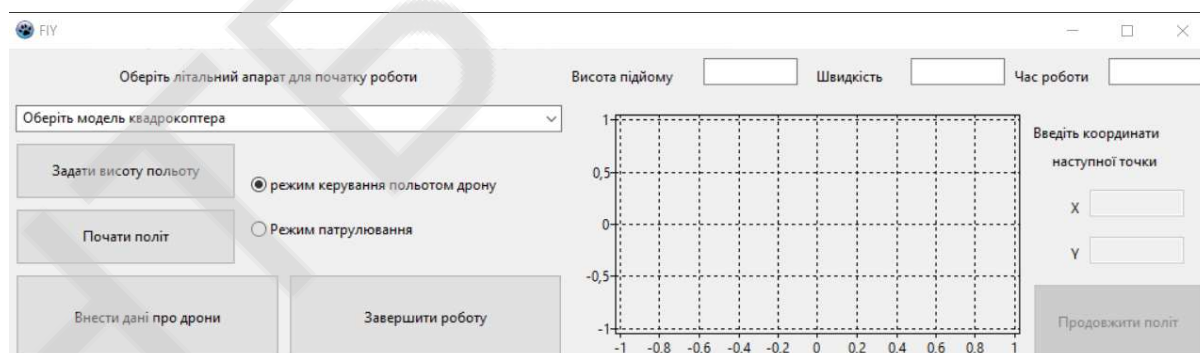 FIY
Оберіть літальний апарат для початку роботи
Висота підйому
Швидкість
Час роботи
Оберіть модель квадрокоптера
Задати висоту польоту
режим керування польотом дрону
Почати політ
Режим патрулювання
Внести дані про дрони
Завершити роботу
1
0,5
0
-0,5
-1
-1 -0.8 -0.6 -0.4 -0.2 0 0.2 0.4 0.6 0.8 1
Введіть координати
наступної точки
X
Y
Продовжити політ